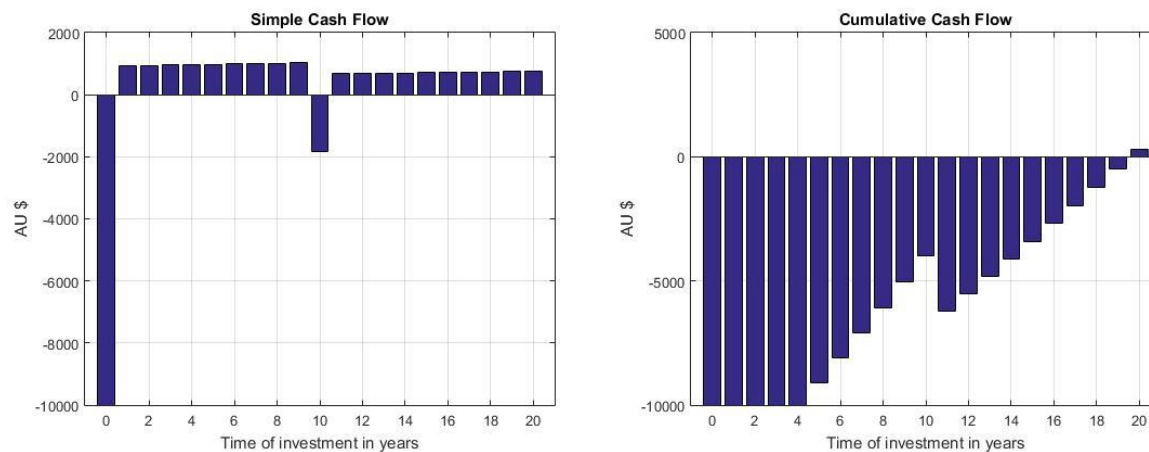 Simple Cash Flow
2000
0
-2000
-4000
-6000
-8000
-10000
AU $
0 2 4 6 8 10 12 14 16 18 20
Time of investment in years
Cumulative Cash Flow
5000
0
-5000
-10000
AU $
0 2 4 6 8 10 12 14 16 18 20
Time of investment in years